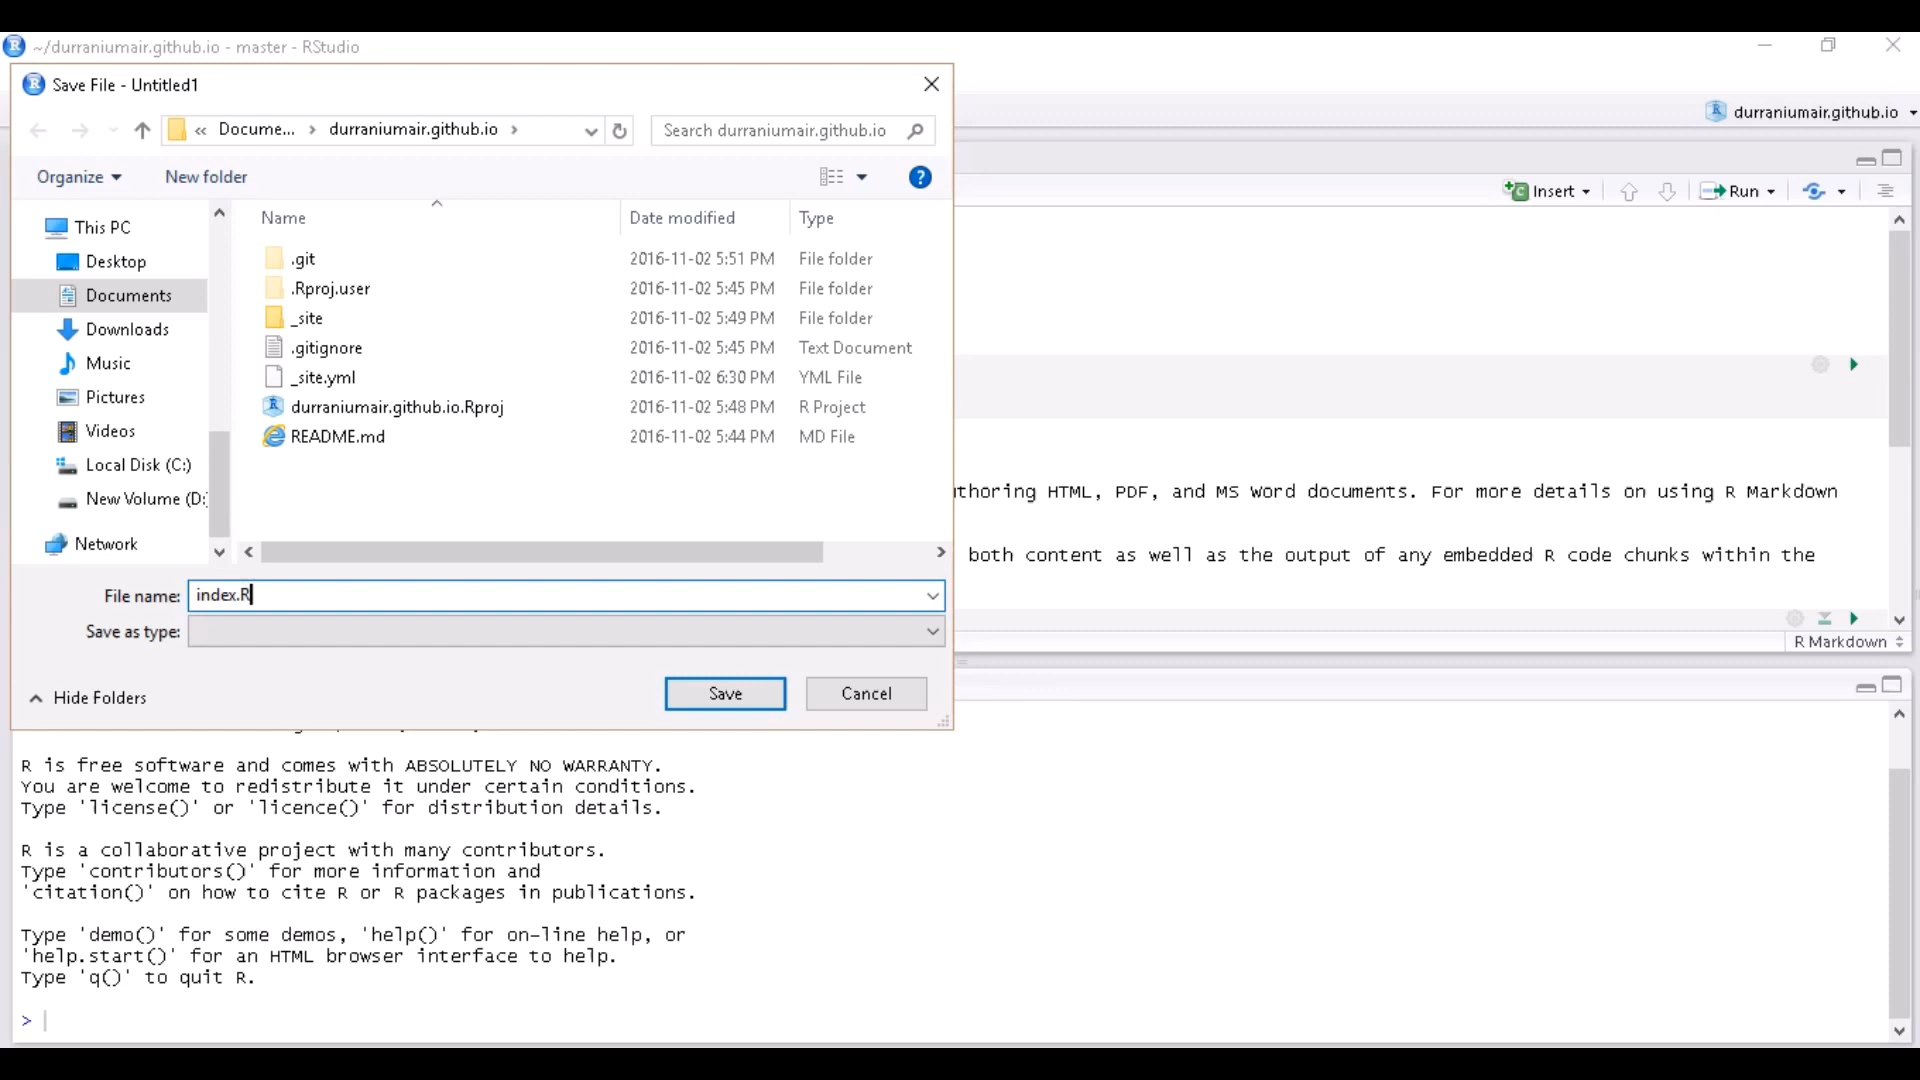 ~/durraniumair.github.io - master - RStudio
Save File - Untitled1
« Docume... › durraniumair.github.io ›
Search durraniumair.github.io
durraniumair.github.io
Organize
New folder
Insert
Run
Name
Date modified
Type
This PC
Desktop
Documents
Downloads
Music
Pictures
Videos
Local Disk (C:)
New Volume (D:
Network
.git 2016-11-02 5:51 PM File folder
.Rproj.user 2016-11-02 5:45 PM File folder
_site 2016-11-02 5:49 PM File folder
.gitignore 2016-11-02 5:45 PM Text Document
_site.yml 2016-11-02 6:30 PM YML File
durraniumair.github.io.Rproj 2016-11-02 5:48 PM R Project
README.md 2016-11-02 5:44 PM MD File
thoring HTML, PDF, and MS Word documents. For more details on using R Markdown
both content as well as the output of any embedded R code chunks within the
File name: index.R
Save as type:
R Markdown
Hide Folders
Save
Cancel
R is free software and comes with ABSOLUTELY NO WARRANTY.
You are welcome to redistribute it under certain conditions.
Type 'license()' or 'licence()' for distribution details.
R is a collaborative project with many contributors.
Type 'contributors()' for more information and
'citation()' on how to cite R or R packages in publications.
Type 'demo()' for some demos, 'help()' for on-line help, or
'help.start()' for an HTML browser interface to help.
Type 'q()' to quit R.
>